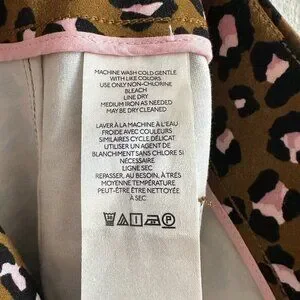 MACHINE WASH COLD GENTLE
WITH LIKE COLORS
USE ONLY NON-CHLORINE
BLEACH
LINE DRY
MEDIUM IRON AS NEEDED
MAY BE DRY CLEANED
LAVER À LA MACHINE À L'EAU
FROIDE AVEC COULEURS
SIMILAIRES CYCLE DÉLICAT
UTILISER UN AGENT DE
BLANCHIMENT SANS CHLORE SI
NÉCESSAIRE
LIGNE SEC
REPASSER, AU BESOIN, À
MOYENNE TEMPÉRATURE
PEUT-ÊTRE ÊTRE NETTOYÉE
A SEC
P